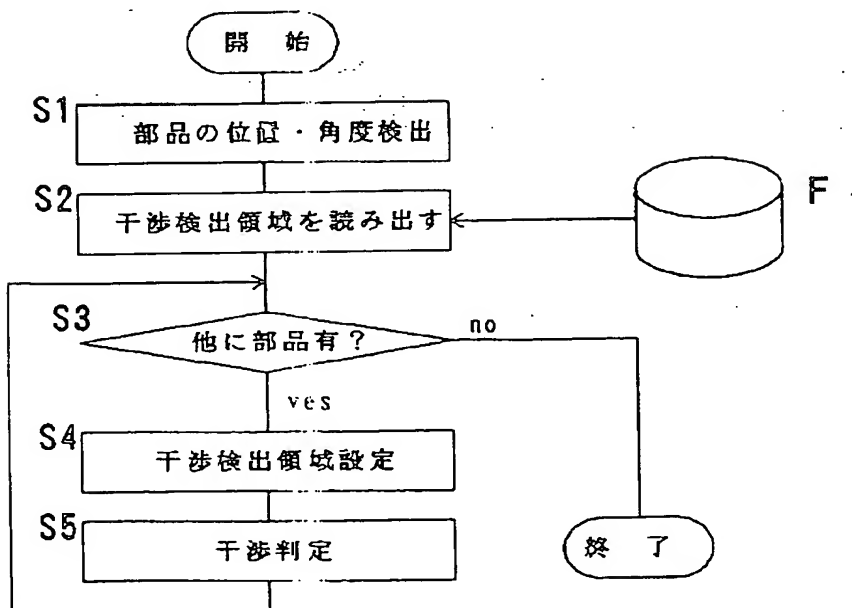 開 始
S1
部品の位置・角度検出
S2
干渉検出領域を読み出す
F
S3
他に部品有?
no
yes
S4
干渉検出領域設定
S5
干渉判定
終 了